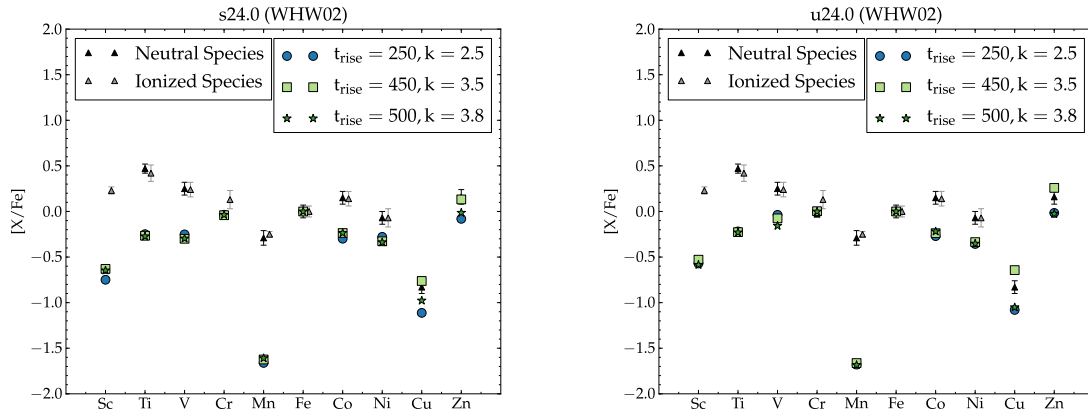 s24.0 (WHW02)
2.0
1.5
1.0
0.5
0.0
−0.5
−1.0
−1.5
−2.0
[X/Fe]
Neutral Species
Ionized Species
t_rise = 250, k = 2.5
t_rise = 450, k = 3.5
t_rise = 500, k = 3.8
Sc Ti V Cr Mn Fe Co Ni Cu Zn
u24.0 (WHW02)
2.0
1.5
1.0
0.5
0.0
−0.5
−1.0
−1.5
−2.0
[X/Fe]
Neutral Species
Ionized Species
t_rise = 250, k = 2.5
t_rise = 450, k = 3.5
t_rise = 500, k = 3.8
Sc Ti V Cr Mn Fe Co Ni Cu Zn